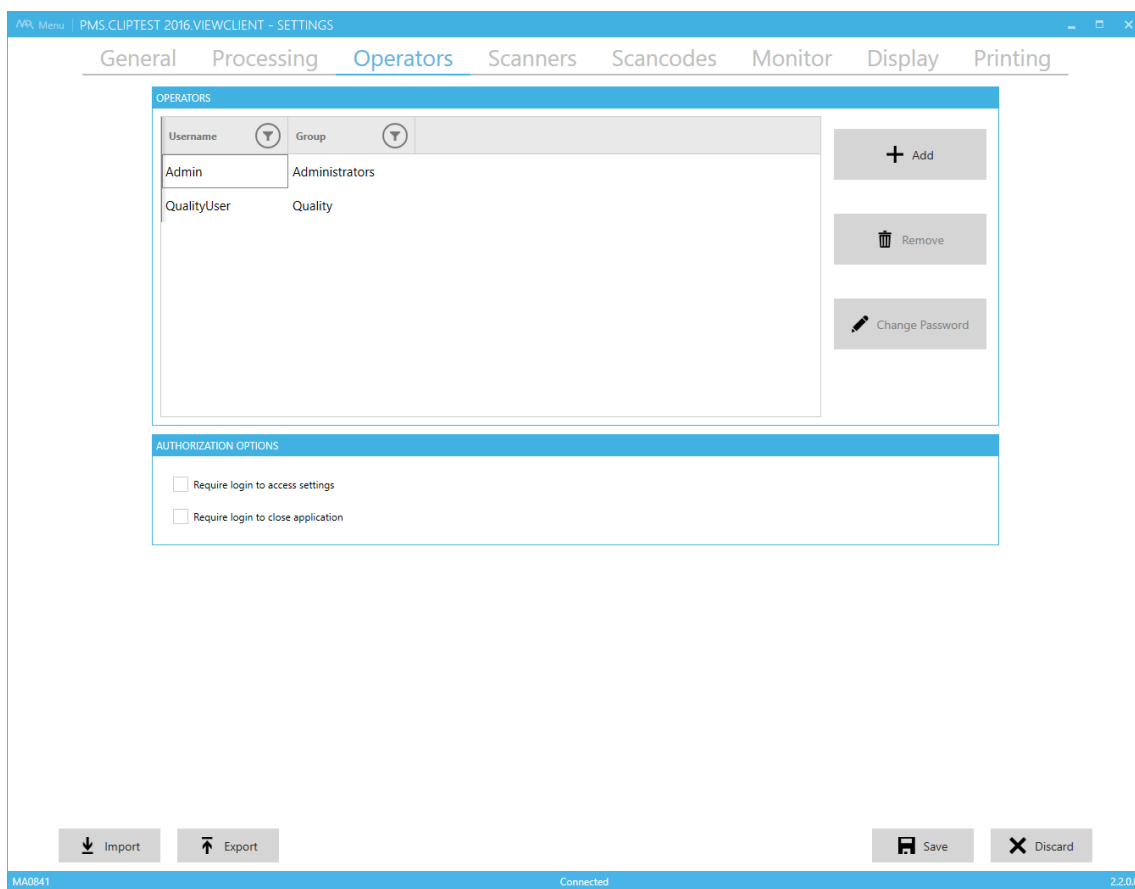 Menu PMS.CLIPTEST 2016.VIEWCLIENT - SETTINGS
General Processing Operators Scanners Scancodes Monitor Display Printing
OPERATORS
Username Group
Add
Admin Administrators
QualityUser Quality
Remove
Change Password
AUTHORIZATION OPTIONS
Require login to access settings
Require login to close application
Import Export Save Discard
MA0841 Connected